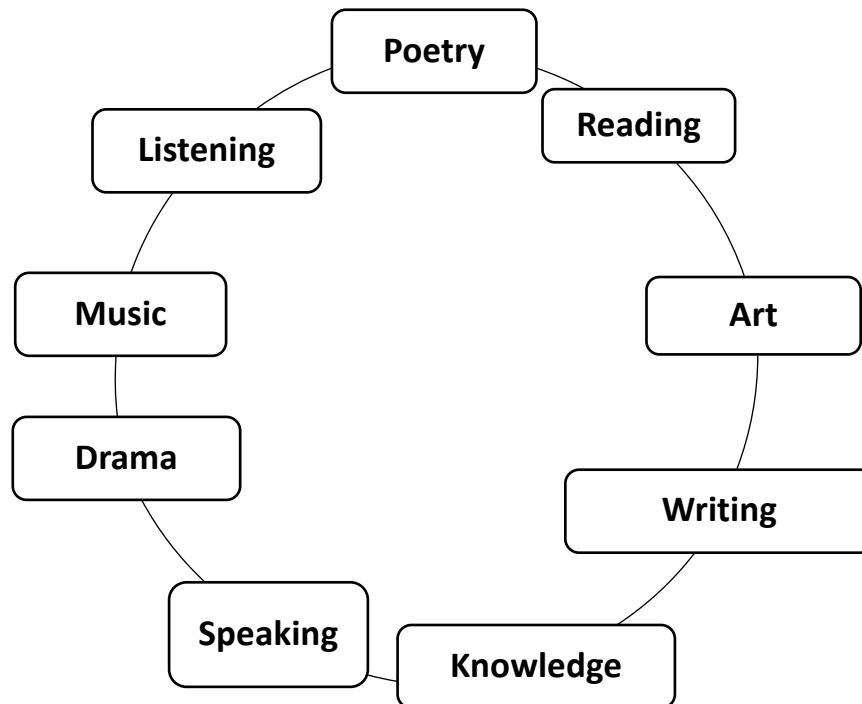 Poetry
Reading
Art
Writing
Knowledge
Speaking
Drama
Music
Listening